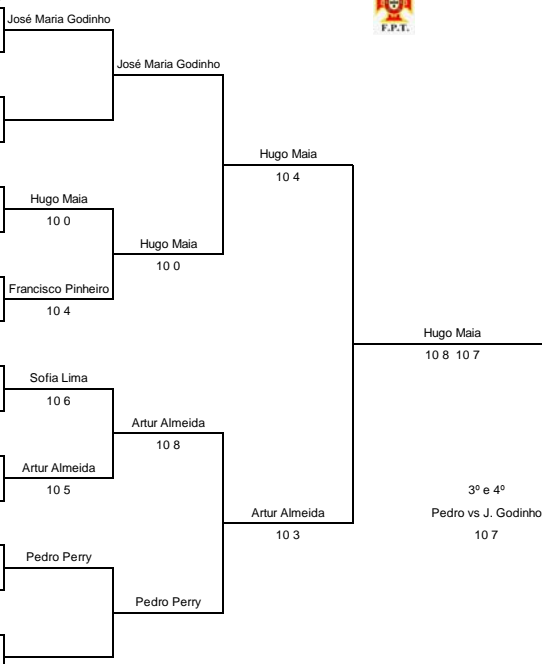 F.P.T.
José Maria Godinho
José Maria Godinho
Hugo Maia
10 4
Hugo Maia
10 0
Hugo Maia
10 0
Francisco Pinheiro
10 4
Hugo Maia
10 8 10 7
Sofia Lima
10 6
Artur Almeida
10 8
Artur Almeida
10 5
Artur Almeida
10 3
3º e 4º
Pedro vs J. Godinho
10 7
Pedro Perry
Pedro Perry